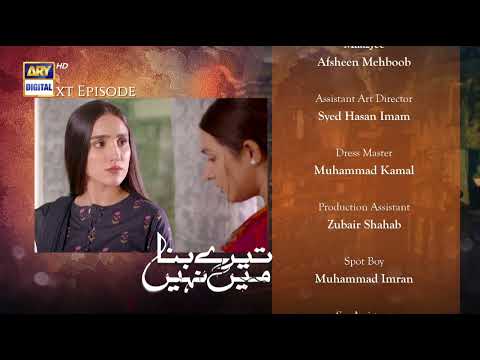 ARY HD
DIGITAL
XT EPISODE
Afsheen Mehboob
Assistant Art Director
Syed Hasan Imam
Dress Master
Muhammad Kamal
Production Assistant
Zubair Shahab
Spot Boy
Muhammad Imran
تیرے بنا
میں نہیں